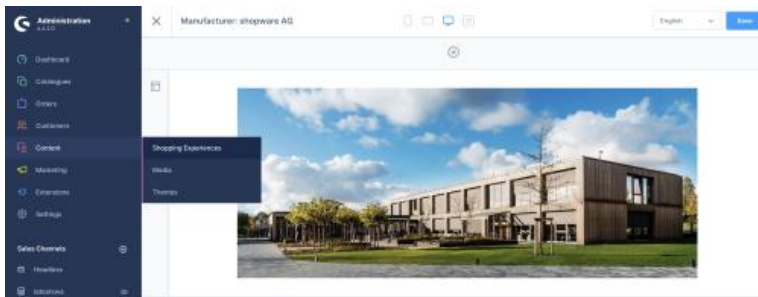 Administration
Manufacturer: shopware AG
English
Save
Dashboard
Catalogues
Orders
Customers
Content
Shopping Experiences
Marketing
Media
Extensions
Themes
Settings
Sales Channels
Headless
Storefront